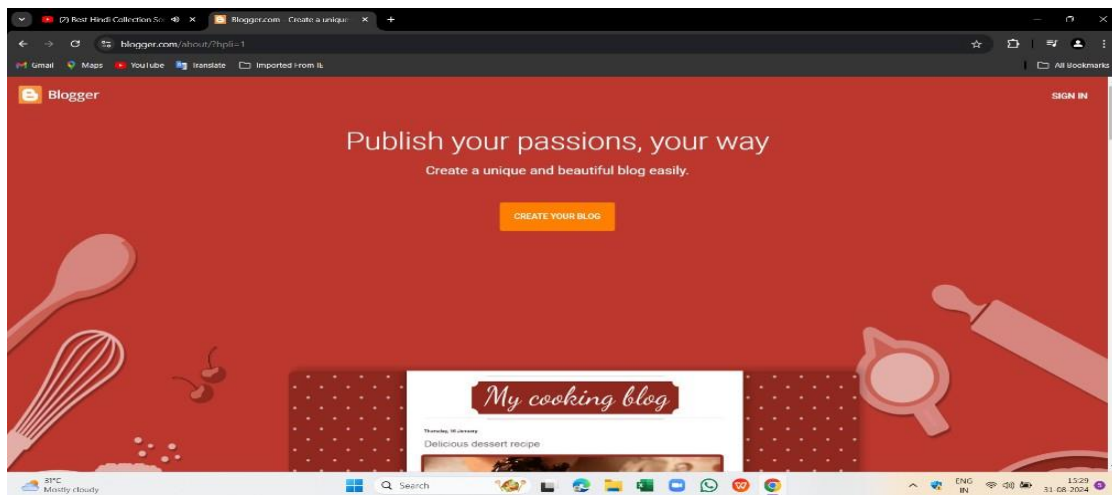 (2) Best Hindi Collection So
Blogger.com - Create a unique
blogger.com/about/?hpli=1
Gmail
Maps
YouTube
Translate
Imported From IE
All Bookmarks
Blogger
SIGN IN
Publish your passions, your way
Create a unique and beautiful blog easily.
CREATE YOUR BLOG
My cooking blog
Delicious dessert recipe
31°C
Mostly cloudy
Search
ENG
IN
15:29
31-08-2024